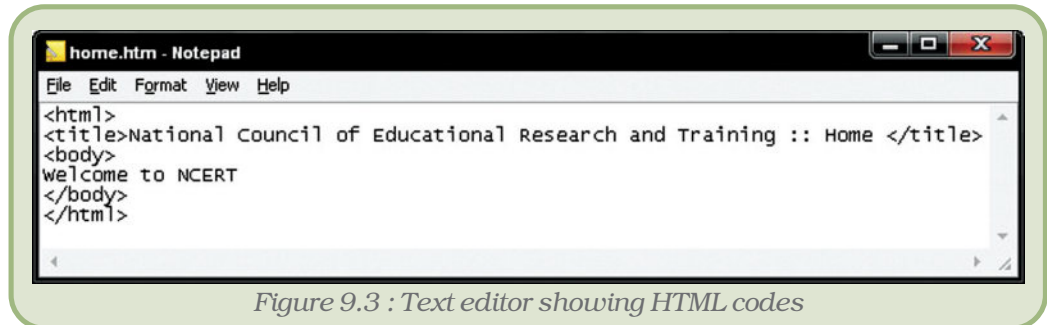 home.htm - Notepad
File Edit Format View Help
<html>
<title>National Council of Educational Research and Training :: Home </title>
<body>
Welcome to NCERT
</body>
</html>
Figure 9.3 : Text editor showing HTML codes